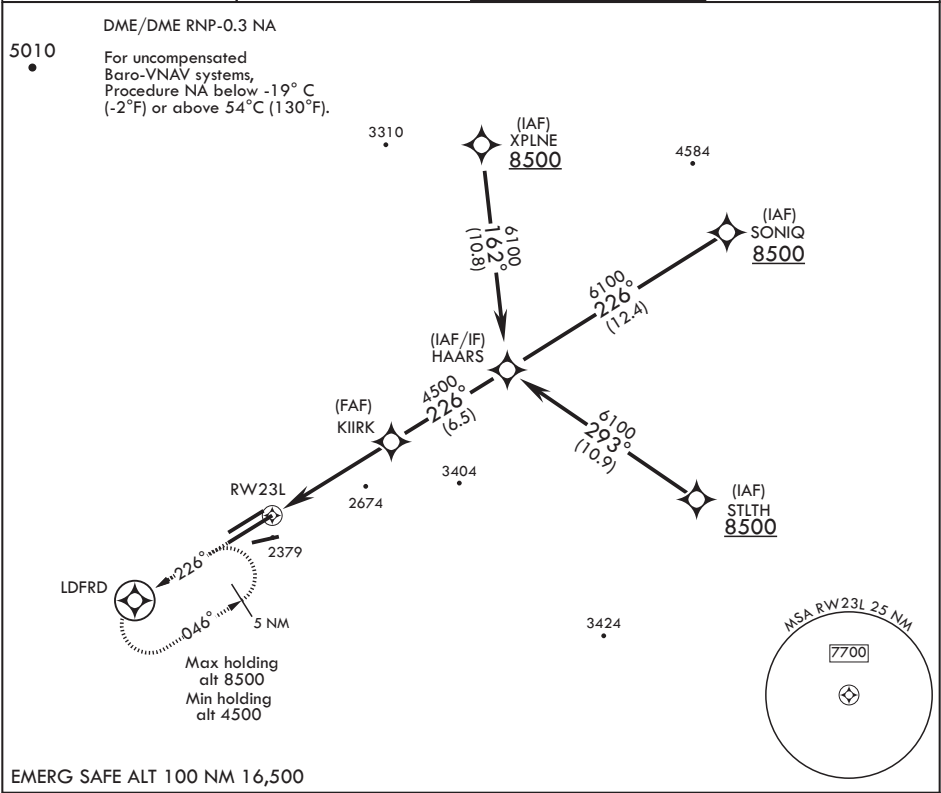 DME/DME RNP-0.3 NA
5010
For uncompensated
Baro-VNAV systems,
Procedure NA below -19° C
(-2°F) or above 54°C (130°F).
3310
(IAF)
XPLNE
8500
4584
(IAF)
SONIQ
8500
6100
162°
(10.8)
6100
226°
(12.4)
(IAF/IF)
HAARS
4500
226°
(6.5)
(FAF)
KIIRK
6100
293°
(10.9)
3404
2674
RW23L
(IAF)
STLTH
8500
2379
226°
LDFRD
046°
5 NM
3424
MSA RW23L 25 NM
7700
Max holding
alt 8500
Min holding
alt 4500
EMERG SAFE ALT 100 NM 16,500